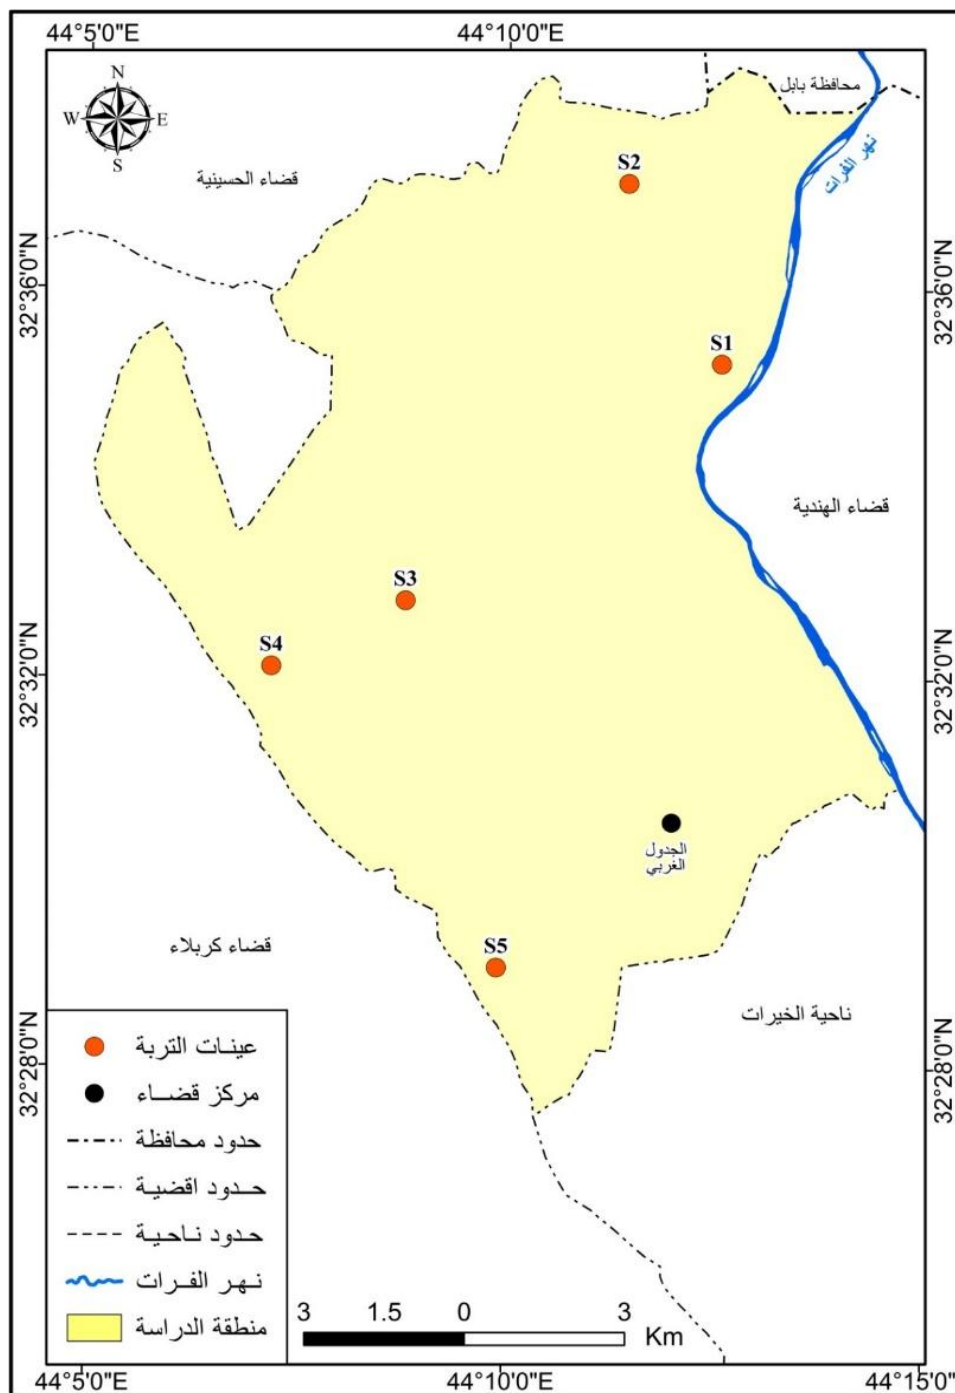 44°5'0"E
44°10'0"E
N
W
E
S
محافظة بابل
نهر الفرات
قضاء الحسينية
S2
32°36'0"N
32°36'0"N
S1
قضاء الهندية
S3
S4
32°32'0"N
32°32'0"N
الجدول
الغربي
قضاء كربلاء
S5
ناحية الخيرات
32°28'0"N
32°28'0"N
عينات التربة
مركز قضاء
حدود محافظة
حدود اقضية
حدود ناحية
نهر الفرات
منطقة الدراسة
3 1.5 0 3
Km
44°5'0"E
44°10'0"E
44°15'0"E